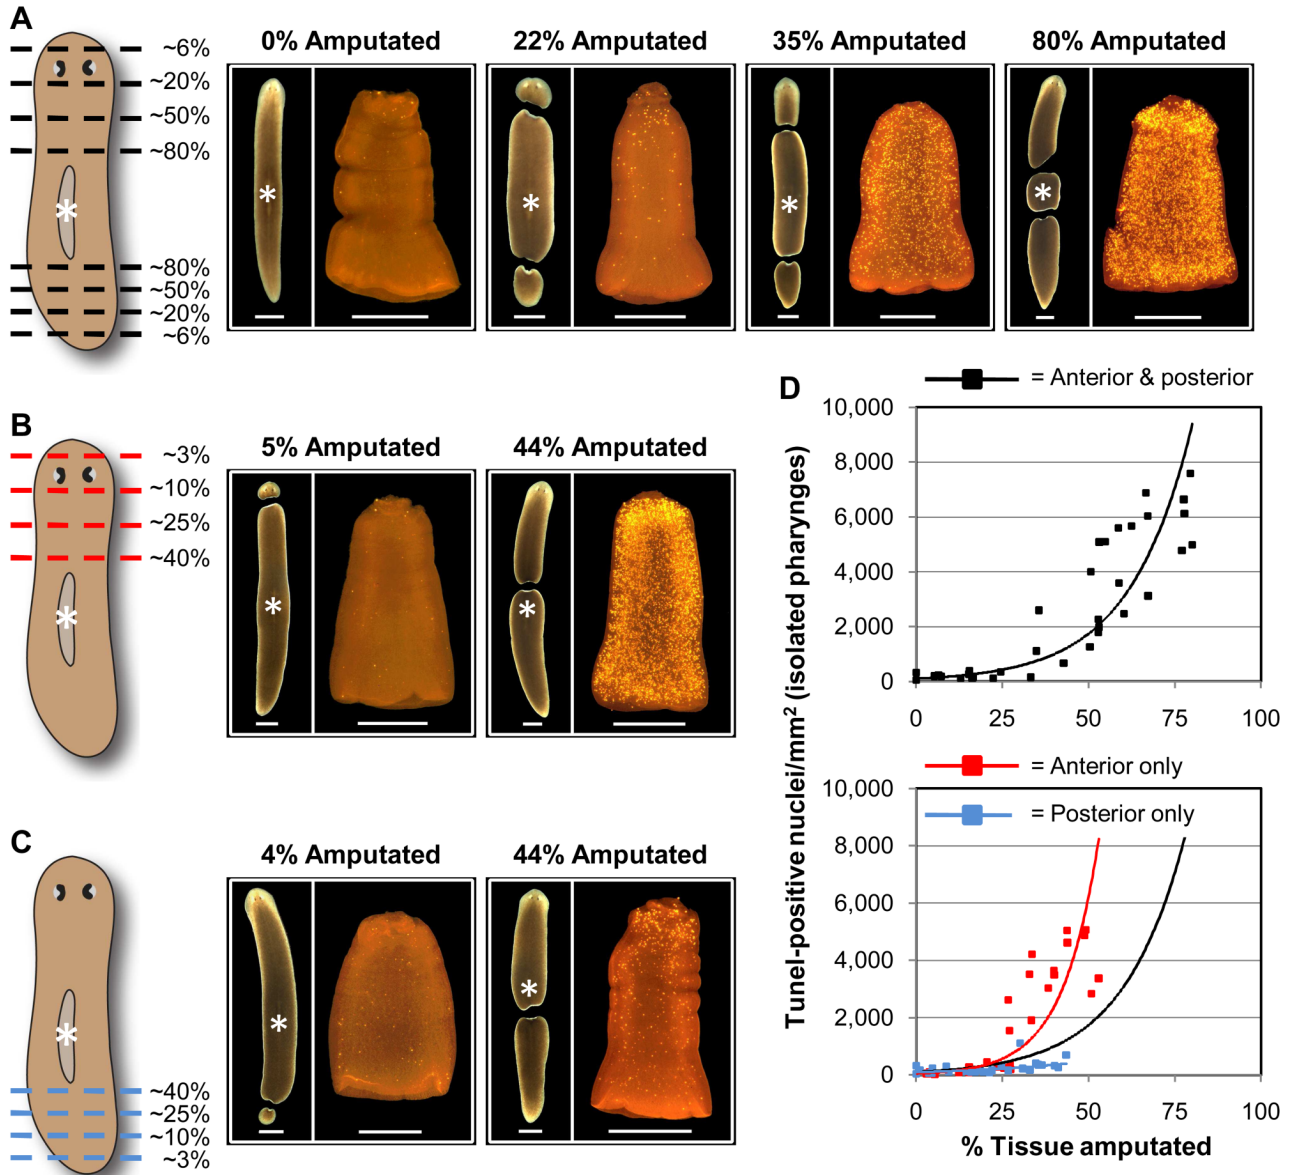 A
0% Amputated
22% Amputated
35% Amputated
80% Amputated
~6%
~20%
~50%
~80%
*
*
*
*
*
~80%
~50%
~20%
~6%
B
5% Amputated
44% Amputated
~3%
~10%
~25%
~40%
*
*
*
C
4% Amputated
44% Amputated
*
*
*
~40%
~25%
~10%
~3%
D
= Anterior & posterior
10,000
8,000
6,000
4,000
2,000
0
0 25 50 75 100
= Anterior only
= Posterior only
10,000
8,000
6,000
4,000
2,000
0
0 25 50 75 100
% Tissue amputated
Tunel-positive nuclei/mm² (isolated pharynges)